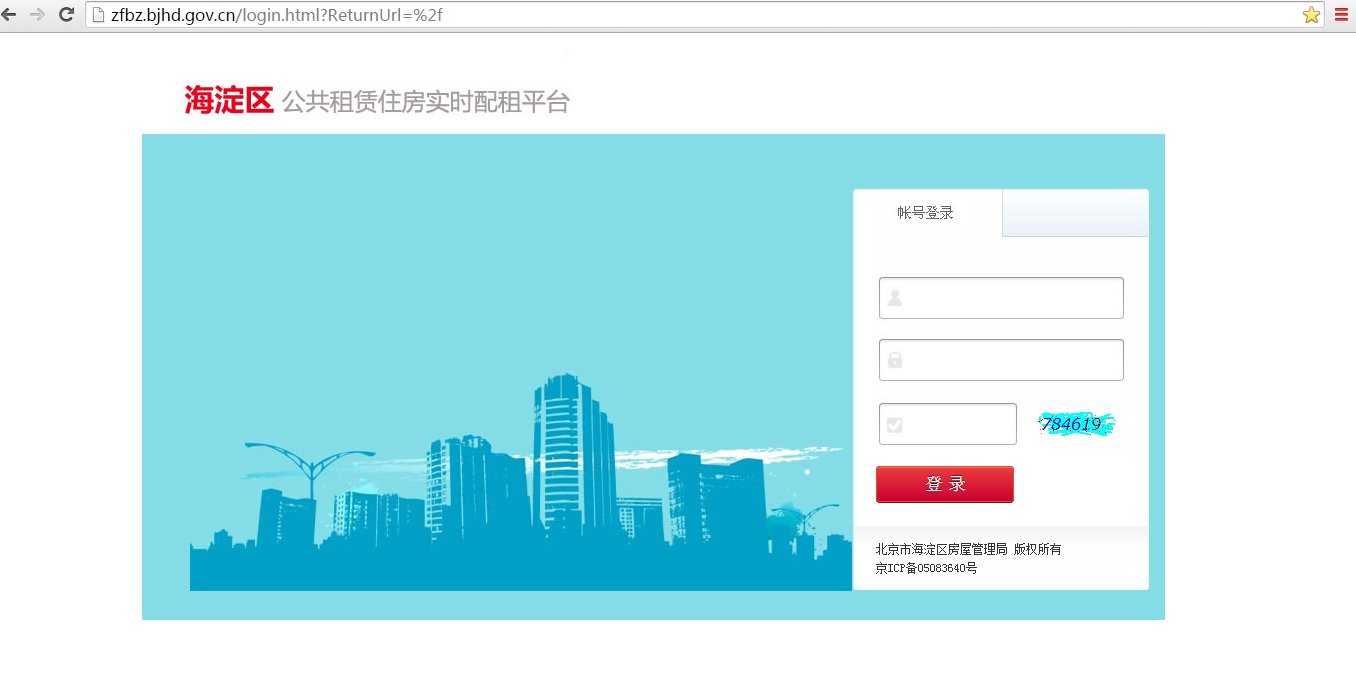 zfbz.bjhd.gov.cn/login.html?ReturnUrl=%2f
海淀区 公共租赁住房实时配租平台
帐号登录
784619
登 录
北京市海淀区房屋管理局 版权所有
京ICP备05083640号